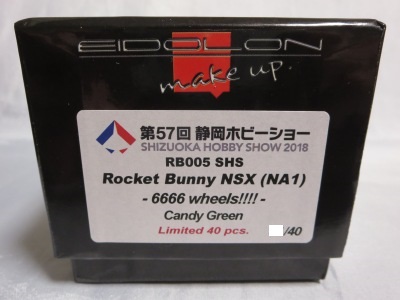 EIDOLON
make up.
第57回 静岡ホビーショー
SHIZUOKA HOBBY SHOW 2018
RB005 SHS
Rocket Bunny NSX (NA1)
- 6666 wheels!!!! -
Candy Green
Limited 40 pcs. /40